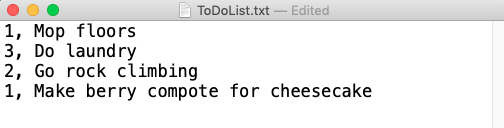 ToDoList.txt — Edited
1, Mop floors
3, Do laundry
2, Go rock climbing
1, Make berry compote for cheesecake